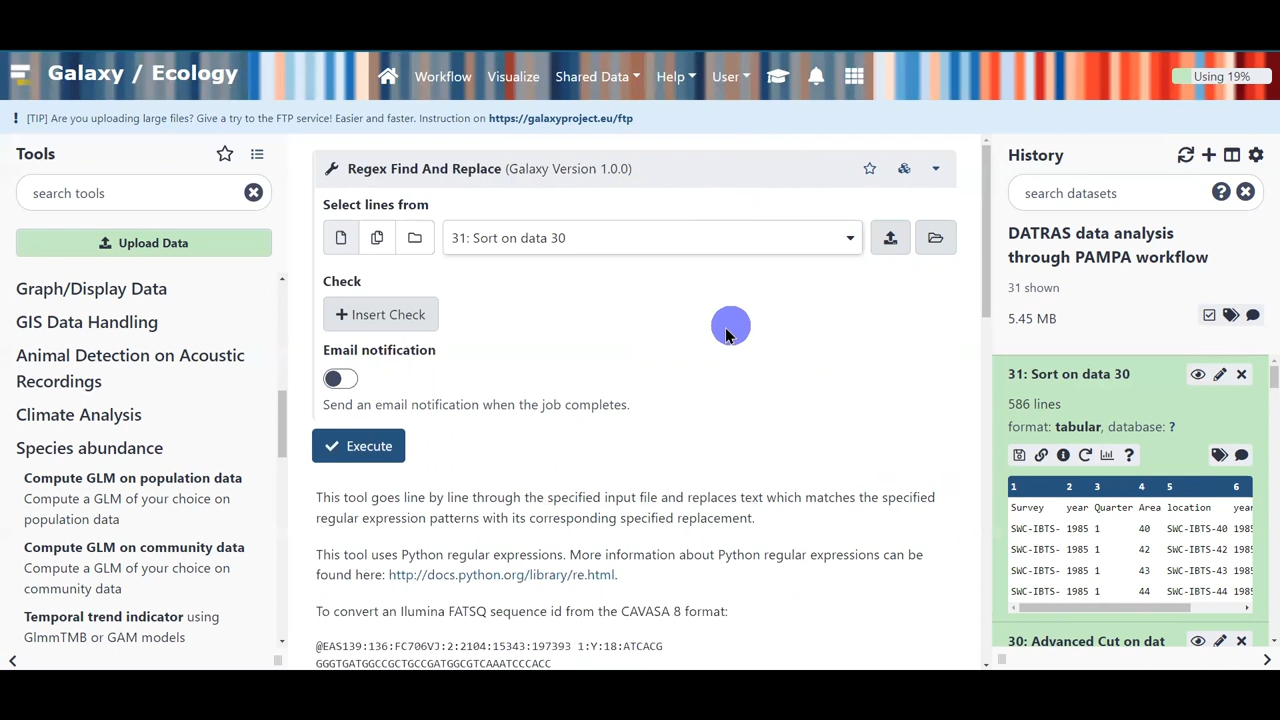 Galaxy / Ecology
Workflow Visualize Shared Data Help User
Using 19%
! [TIP] Are you uploading large files? Give a try to the FTP service! Easier and faster. Instruction on https://galaxyproject.eu/ftp
Tools
search tools
Upload Data
Graph/Display Data
GIS Data Handling
Animal Detection on Acoustic
Recordings
Climate Analysis
Species abundance
Compute GLM on population data
Compute a GLM of your choice on
population data
Compute GLM on community data
Compute a GLM of your choice on
community data
Temporal trend indicator using
GlmmTMB or GAM models
Regex Find And Replace (Galaxy Version 1.0.0)
Select lines from
31: Sort on data 30
Check
+ Insert Check
Email notification
Send an email notification when the job completes.
Execute
This tool goes line by line through the specified input file and replaces text which matches the specified
regular expression patterns with its corresponding specified replacement.
This tool uses Python regular expressions. More information about Python regular expressions can be
found here: http://docs.python.org/library/re.html.
To convert an Ilumina FATSQ sequence id from the CAVASA 8 format:
@EAS139:136:FC706VJ:2:2104:15343:197393 1:Y:18:ATCACG
GGGTGATGGCCGCTGCCGATGGCGTCAAATCCCACC
History
search datasets
DATRAS data analysis
through PAMPA workflow
31 shown
5.45 MB
31: Sort on data 30
586 lines
format: tabular, database: ?
1 2 3 4 5 6
Survey year Quarter Area location year
SWC-IBTS- 1985 1 40 SWC-IBTS-40 1985
SWC-IBTS- 1985 1 42 SWC-IBTS-42 1985
SWC-IBTS- 1985 1 43 SWC-IBTS-43 1985
SWC-IBTS- 1985 1 44 SWC-IBTS-44 1985
30: Advanced Cut on dat